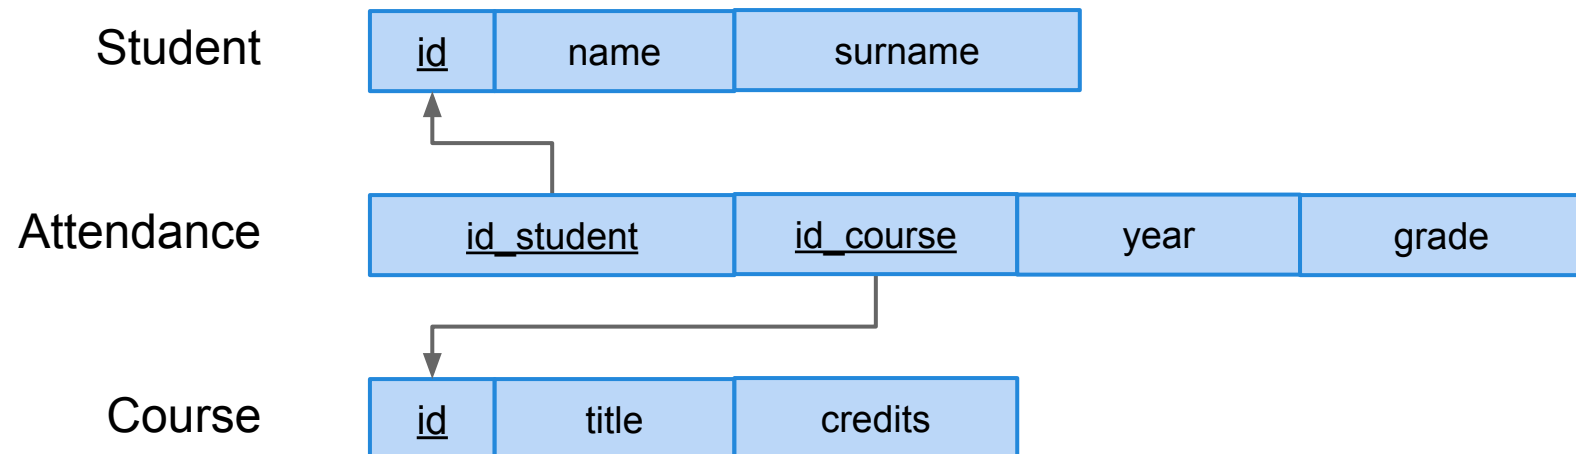 Student id name surname
Attendance id_student id_course year grade
Course id title credits